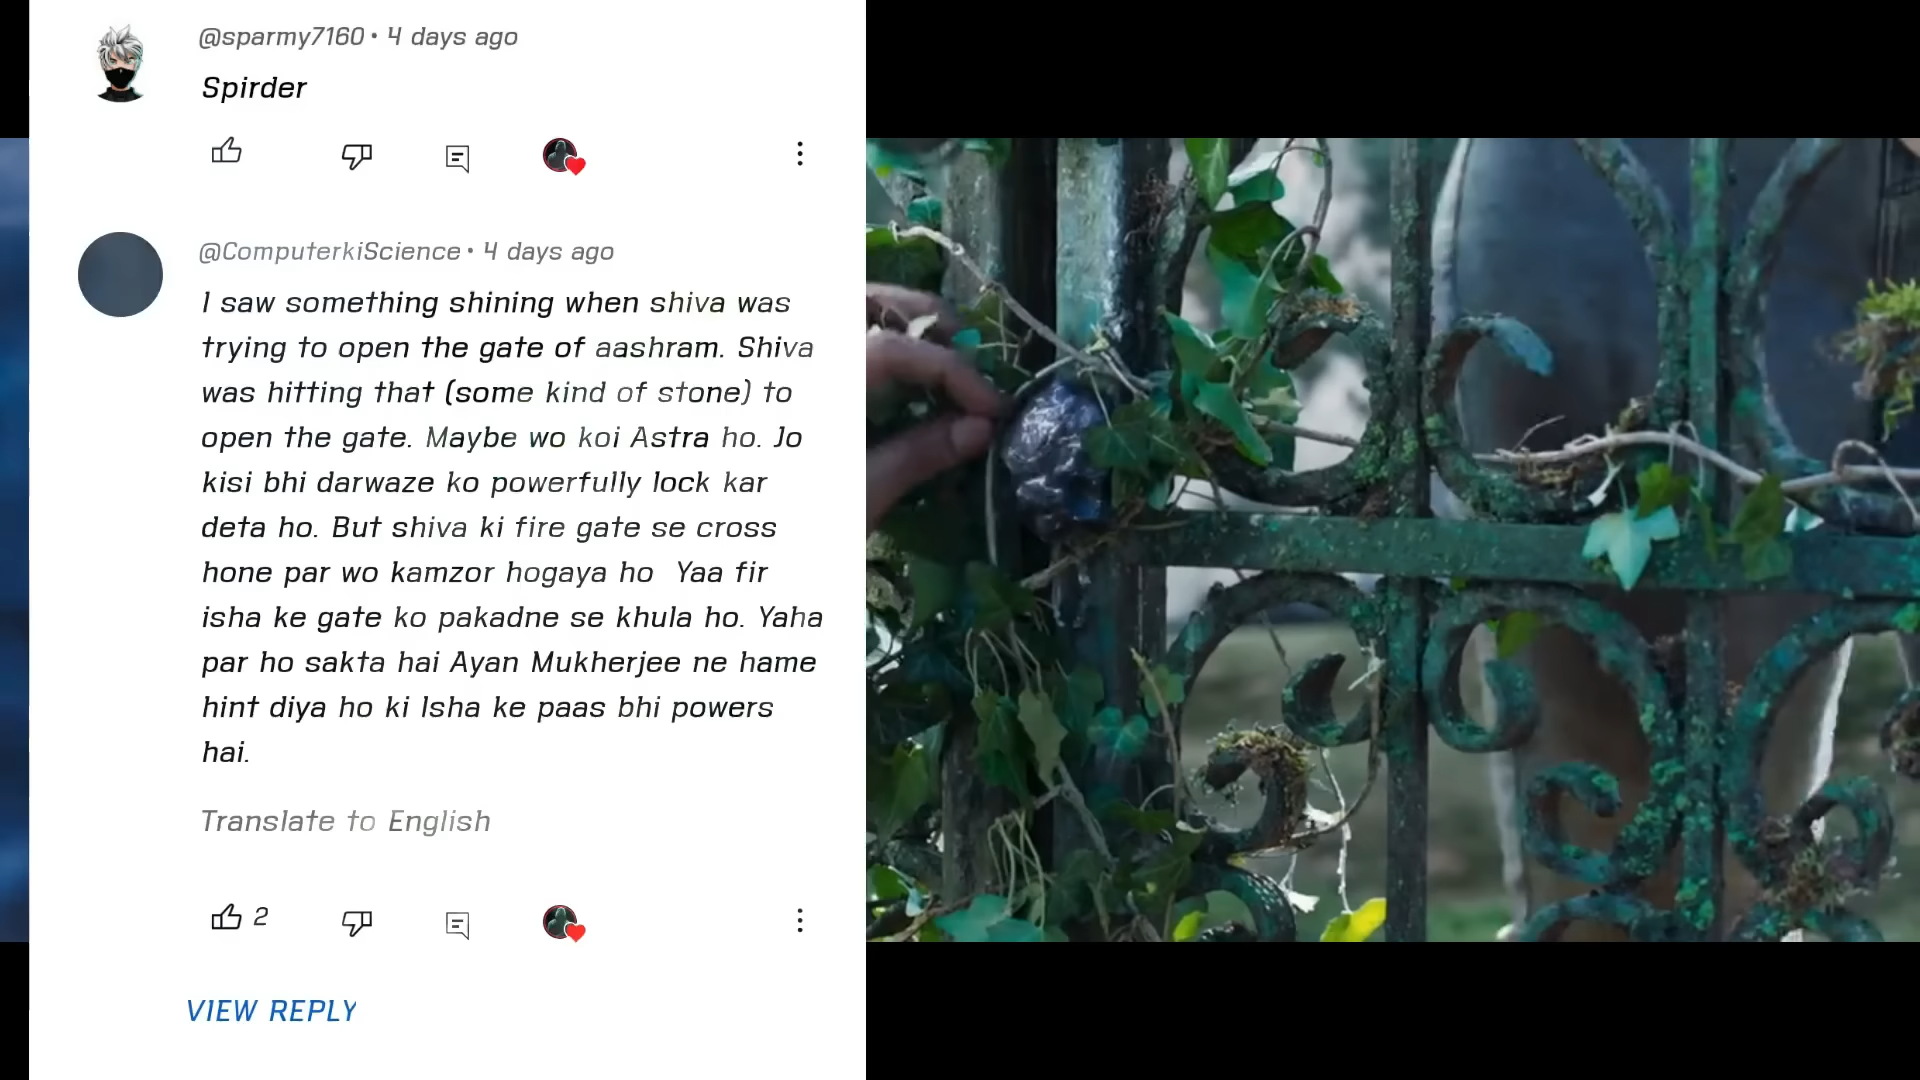 @sparmy7160 • 4 days ago
Spirder
@ComputerkiScience • 4 days ago
I saw something shining when shiva was
trying to open the gate of aashram. Shiva
was hitting that (some kind of stone) to
open the gate. Maybe wo koi Astra ho. Jo
kisi bhi darwaze ko powerfully lock kar
deta ho. But shiva ki fire gate se cross
hone par wo kamzor hogaya ho  Yaa fir
isha ke gate ko pakadne se khula ho. Yaha
par ho sakta hai Ayan Mukherjee ne hame
hint diya ho ki Isha ke paas bhi powers
hai.
Translate to English
2
VIEW REPLY